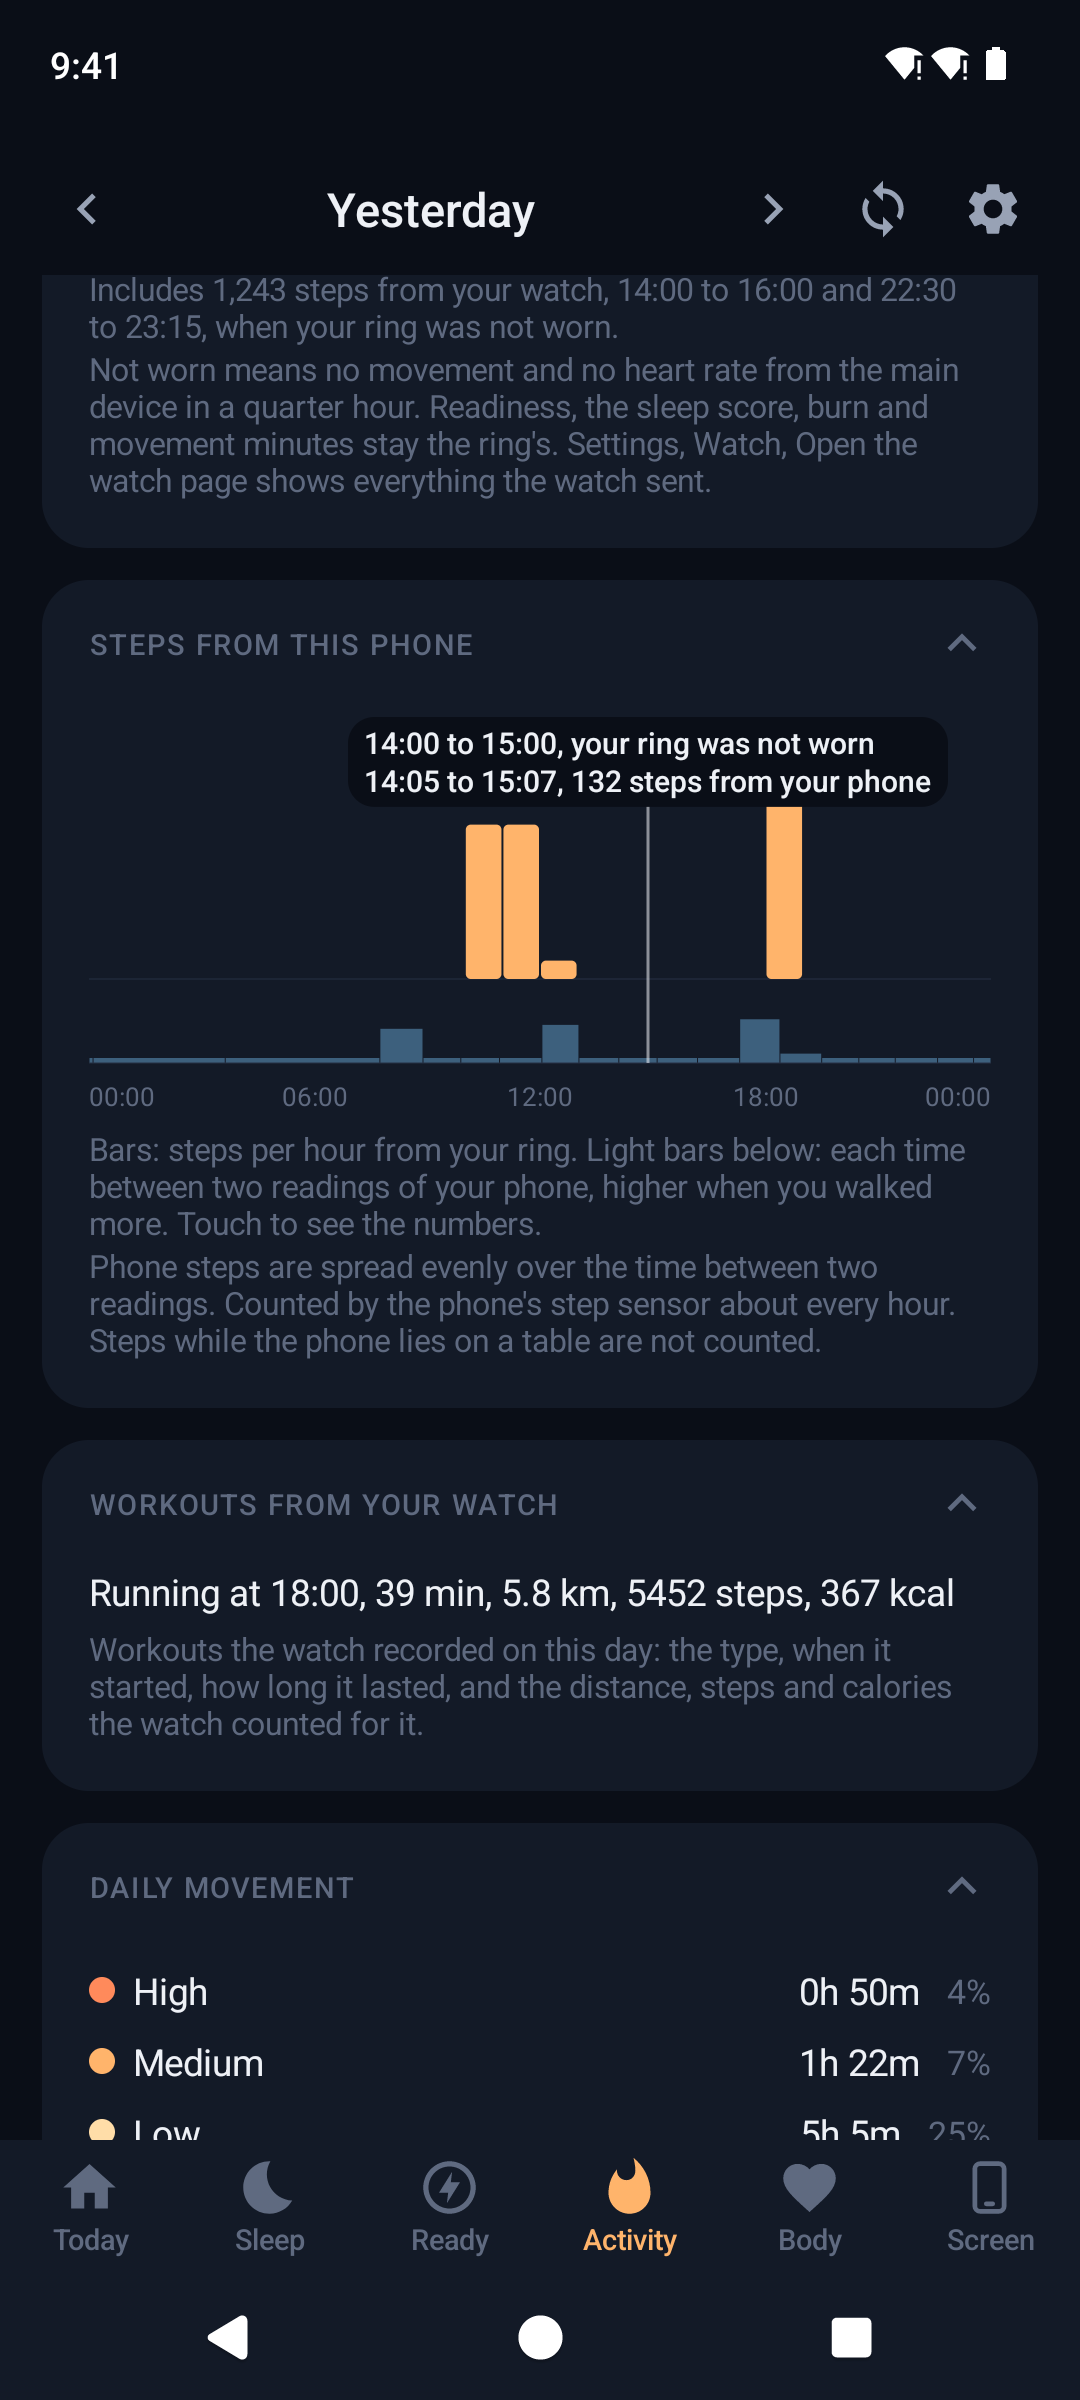 9:41
Yesterday
Includes 1,243 steps from your watch, 14:00 to 16:00 and 22:30
to 23:15, when your ring was not worn.
Not worn means no movement and no heart rate from the main
device in a quarter hour. Readiness, the sleep score, burn and
movement minutes stay the ring's. Settings, Watch, Open the
watch page shows everything the watch sent.
STEPS FROM THIS PHONE
14:00 to 15:00, your ring was not worn
14:05 to 15:07, 132 steps from your phone
00:00 06:00 12:00 18:00 00:00
Bars: steps per hour from your ring. Light bars below: each time
between two readings of your phone, higher when you walked
more. Touch to see the numbers.
Phone steps are spread evenly over the time between two
readings. Counted by the phone's step sensor about every hour.
Steps while the phone lies on a table are not counted.
WORKOUTS FROM YOUR WATCH
Running at 18:00, 39 min, 5.8 km, 5452 steps, 367 kcal
Workouts the watch recorded on this day: the type, when it
started, how long it lasted, and the distance, steps and calories
the watch counted for it.
DAILY MOVEMENT
High 0h 50m 4%
Medium 1h 22m 7%
Low 5h 5m 25%
Today Sleep Ready Activity Body Screen